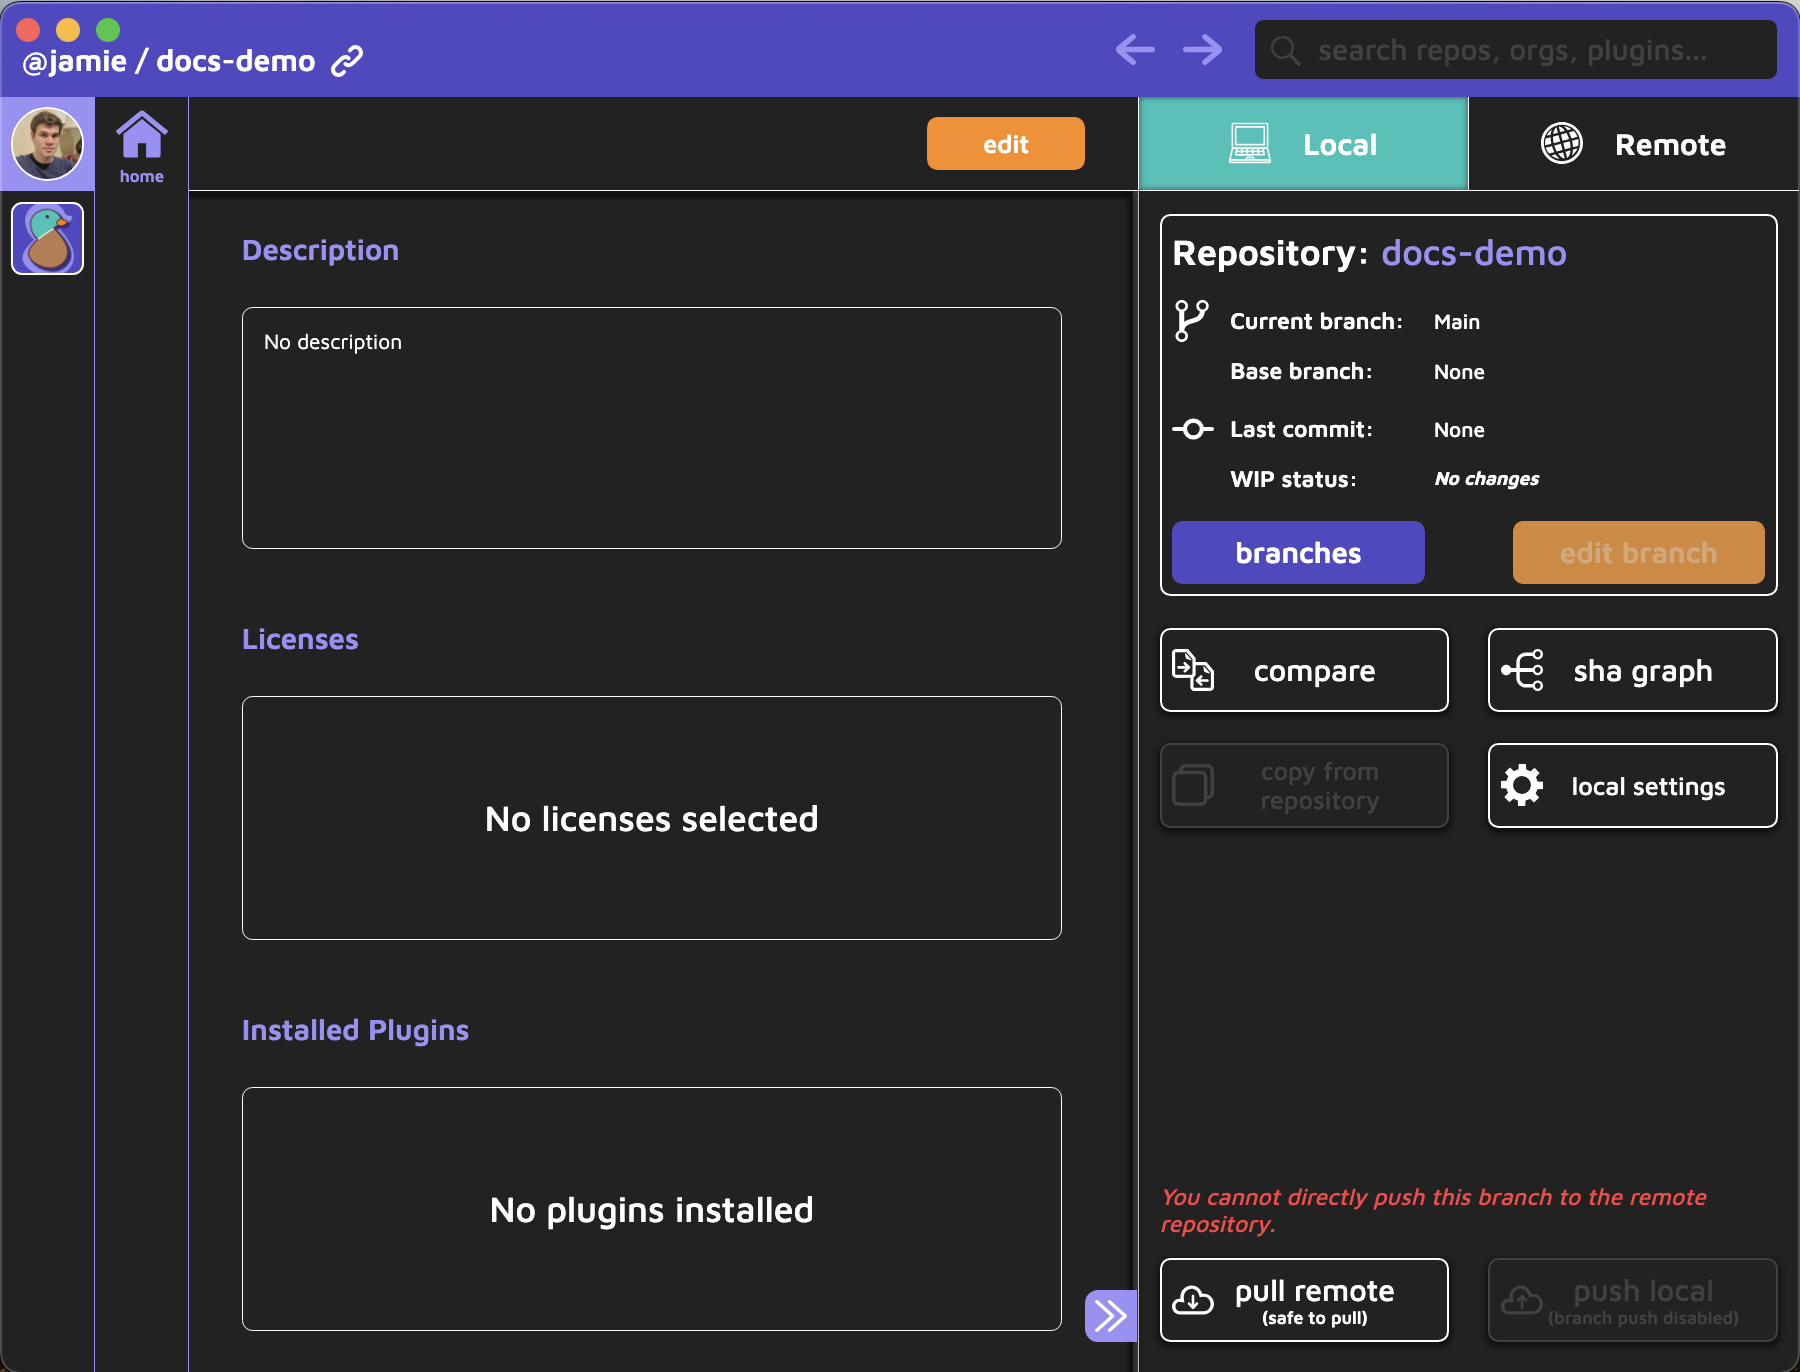 @jamie / docs-demo
search repos, orgs, plugins...
home
edit
Local
Remote
Description
No description
Licenses
No licenses selected
Installed Plugins
No plugins installed
Repository: docs-demo
Current branch: Main
Base branch: None
Last commit: None
WIP status: No changes
branches
edit branch
compare
sha graph
copy from
repository
local settings
You cannot directly push this branch to the remote
repository.
pull remote
(safe to pull)
push local
(branch push disabled)